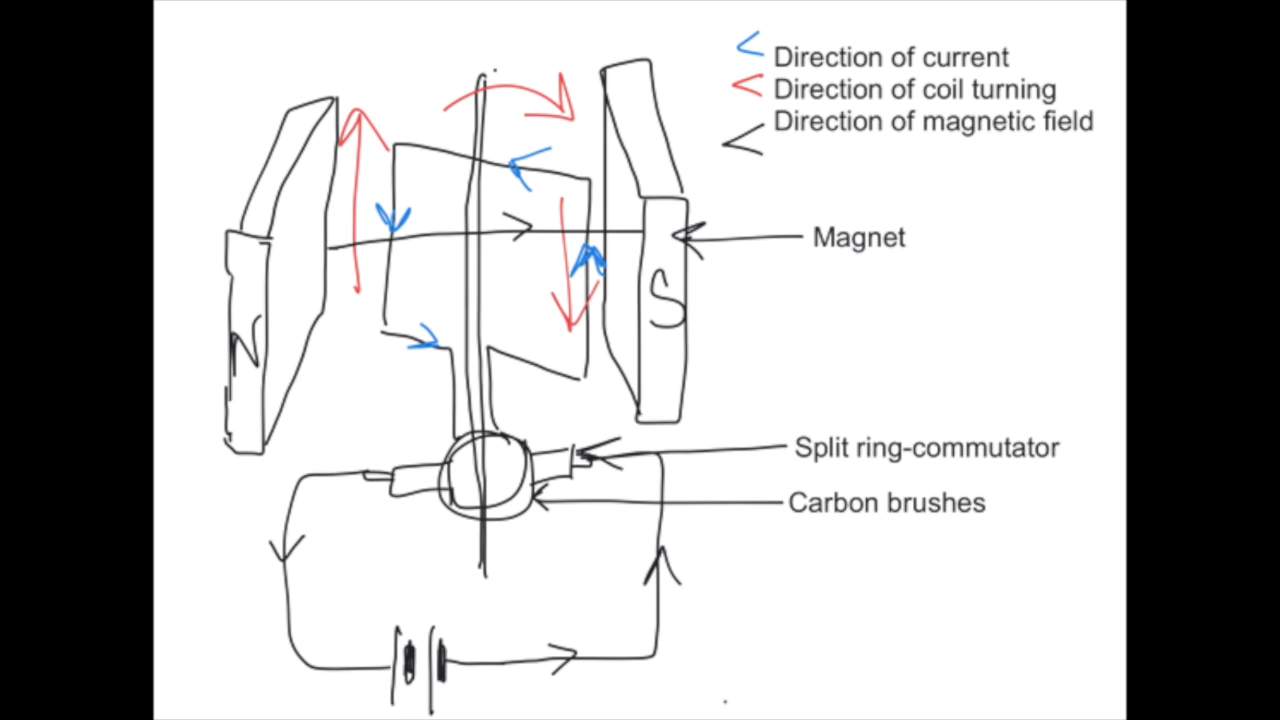 Direction of current
Direction of coil turning
Direction of magnetic field
Magnet
N
S
Split ring-commutator
Carbon brushes